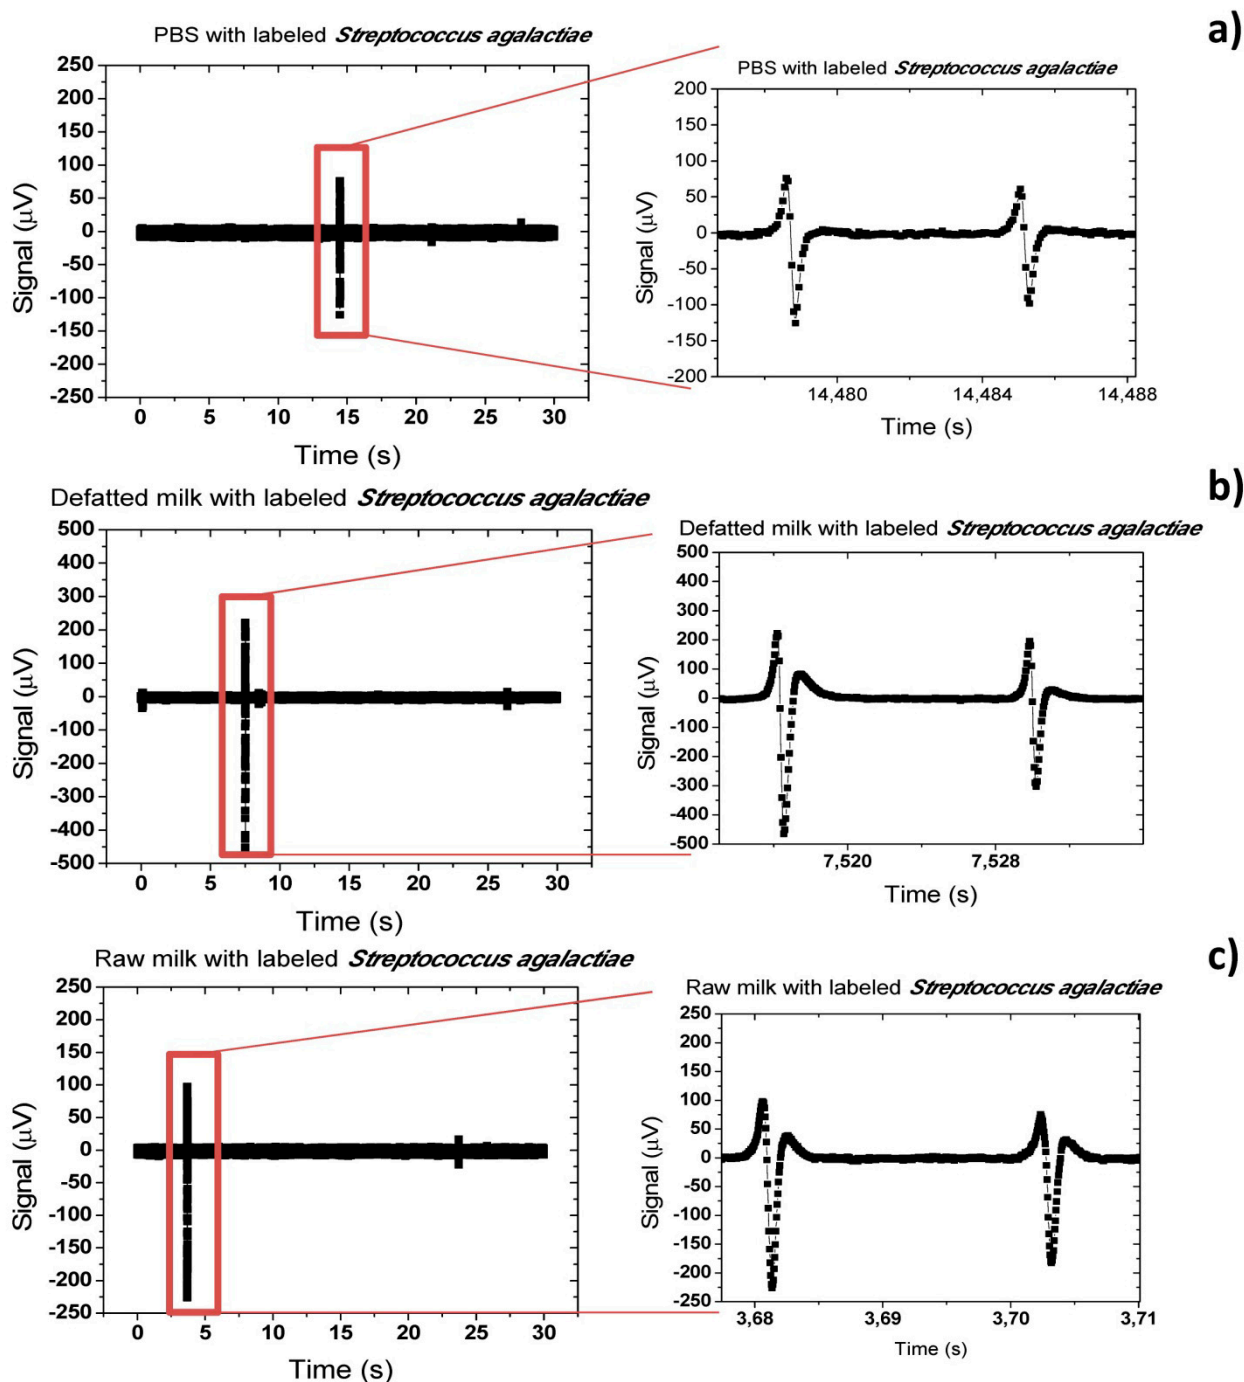 a)
PBS with labeled Streptococcus agalactiae
250
200
150
100
50
0
-50
-100
-150
-200
-250
Signal (µV)
0 5 10 15 20 25 30
Time (s)
PBS with labeled Streptococcus agalactiae
200
150
100
50
0
-50
-100
-150
-200
Signal (µV)
14,480 14,484 14,488
Time (s)
b)
Defatted milk with labeled Streptococcus agalactiae
500
400
300
200
100
0
-100
-200
-300
-400
-500
Signal (µV)
0 5 10 15 20 25 30
Time (s)
Defatted milk with labeled Streptococcus agalactiae
500
400
300
200
100
0
-100
-200
-300
-400
-500
Signal (µV)
7,520 7,528
Time (s)
c)
Raw milk with labeled Streptococcus agalactiae
250
200
150
100
50
0
-50
-100
-150
-200
-250
Signal (µV)
0 5 10 15 20 25 30
Time (s)
Raw milk with labeled Streptococcus agalactiae
250
200
150
100
50
0
-50
-100
-150
-200
-250
Signal (µV)
3,68 3,69 3,70 3,71
Time (s)